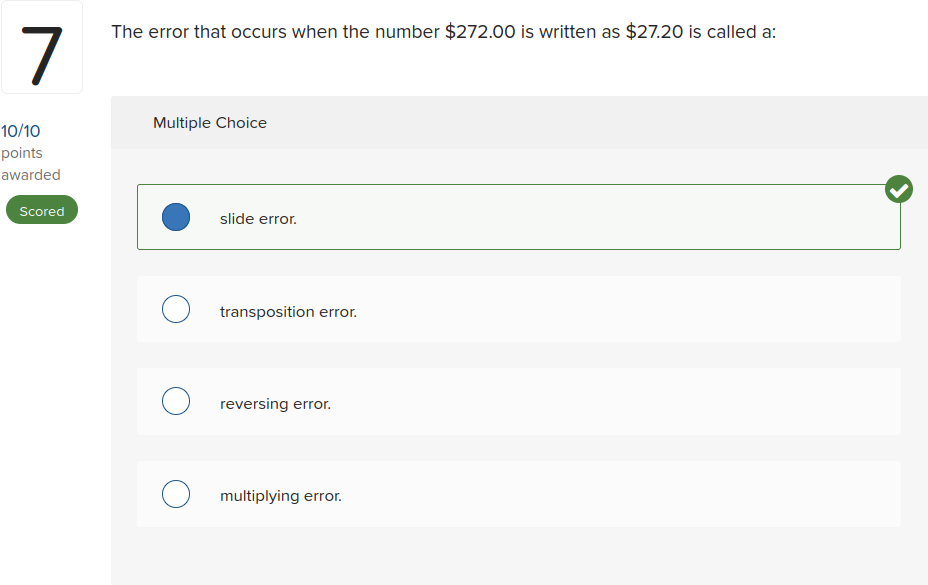 7
The error that occurs when the number $272.00 is written as $27.20 is called a:
10/10
points
awarded
Scored
Multiple Choice
slide error.
transposition error.
reversing error.
multiplying error.